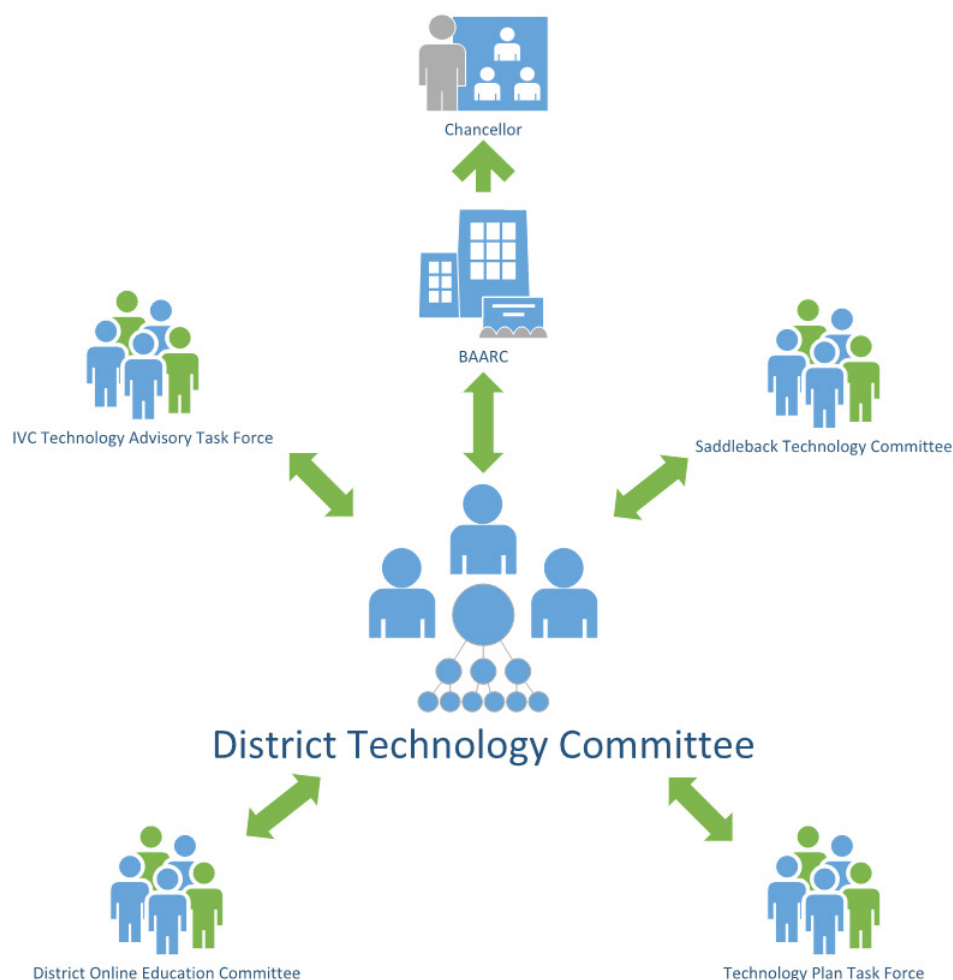 Chancellor
BAARC
IVC Technology Advisory Task Force
Saddleback Technology Committee
District Technology Committee
District Online Education Committee
Technology Plan Task Force